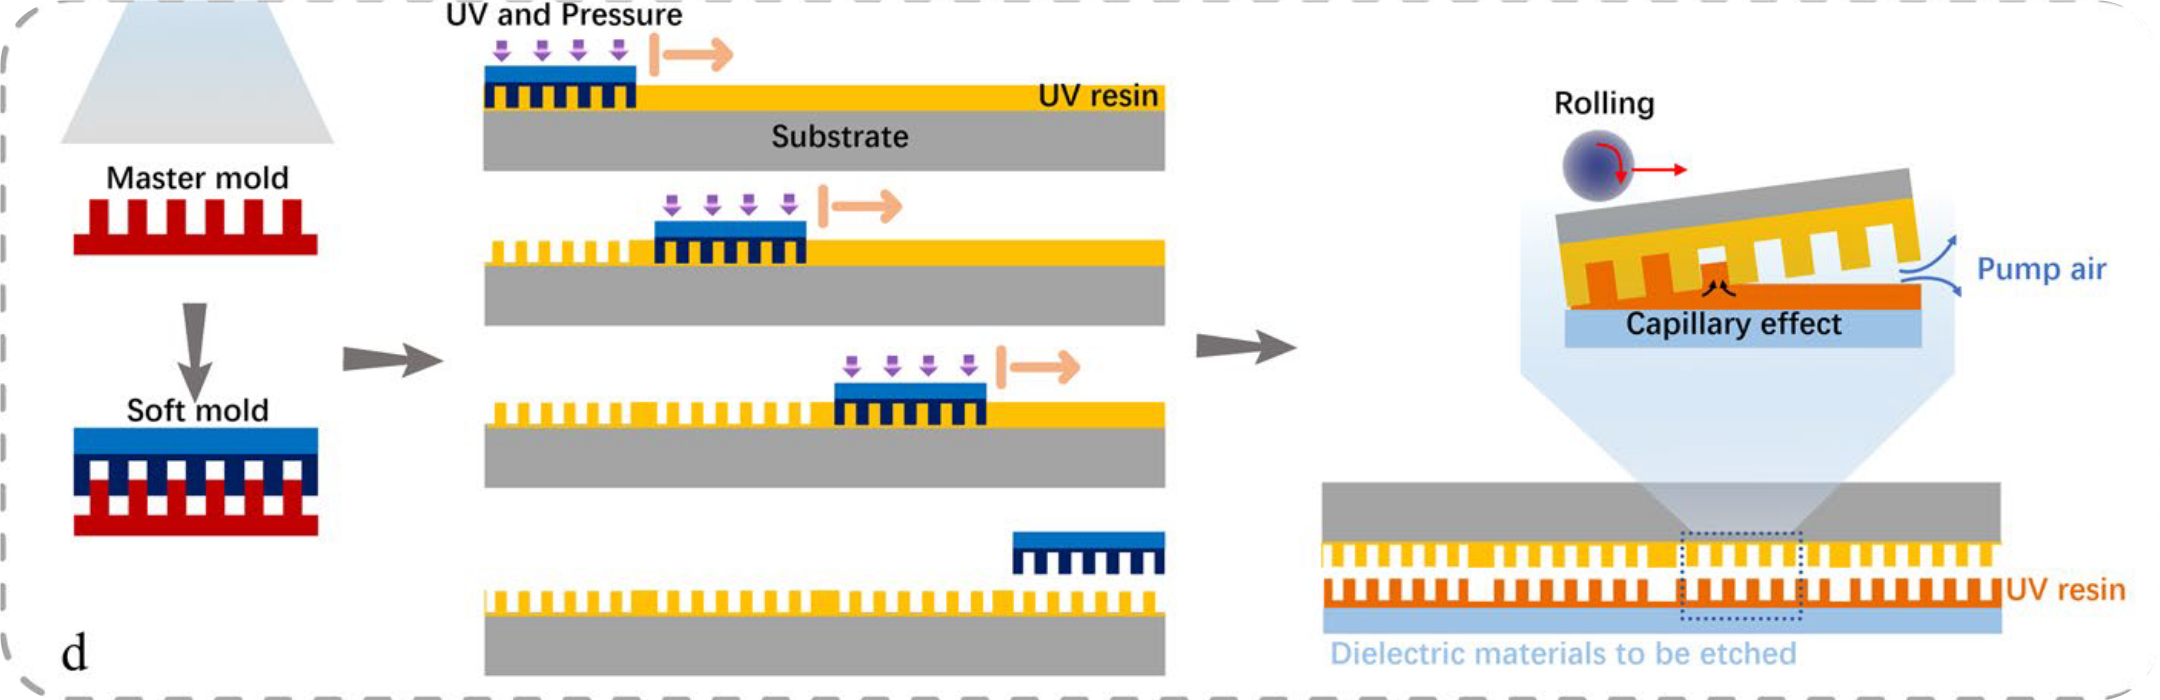 UV and Pressure
UV resin
Substrate
Master mold
Soft mold
Rolling
Pump air
Capillary effect
UV resin
Dielectric materials to be etched
d